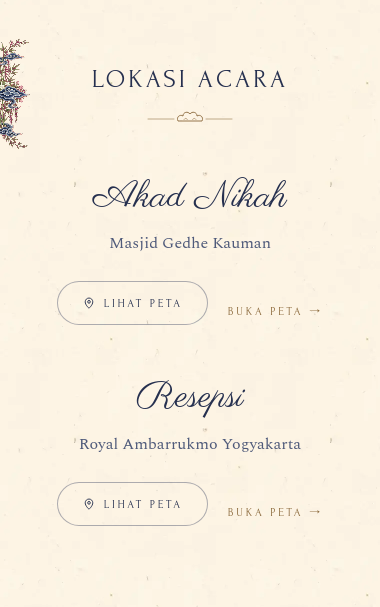 LOKASI ACARA
Akad Nikah
Masjid Gedhe Kauman
LIHAT PETA
BUKA PETA →
Resepsi
Royal Ambarrukmo Yogyakarta
LIHAT PETA
BUKA PETA →